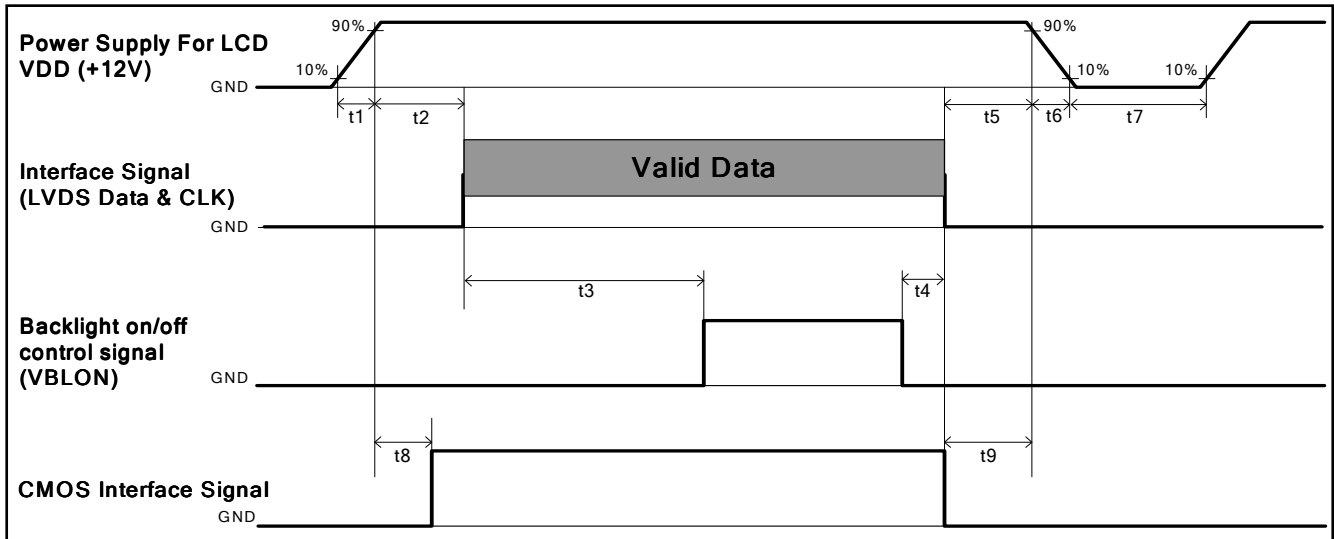 Power Supply For LCD
VDD (+12V)
90%
10%
GND
t1
t2
90%
10%
10%
t5
t6
t7
Interface Signal
(LVDS Data & CLK)
GND
Valid Data
t3
t4
Backlight on/off
control signal
(VBLON)
GND
t8
t9
CMOS Interface Signal
GND